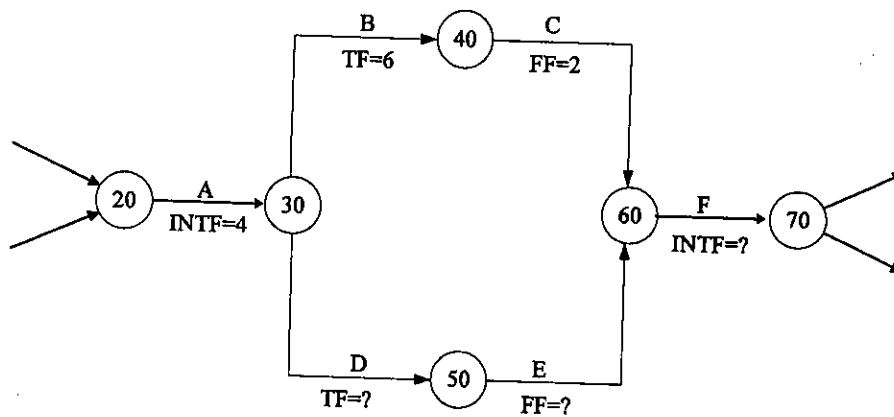 B
C
40
TF=6
FF=2
A
F
20
30
60
70
INTF=4
INTF=?
D
E
50
TF=?
FF=?